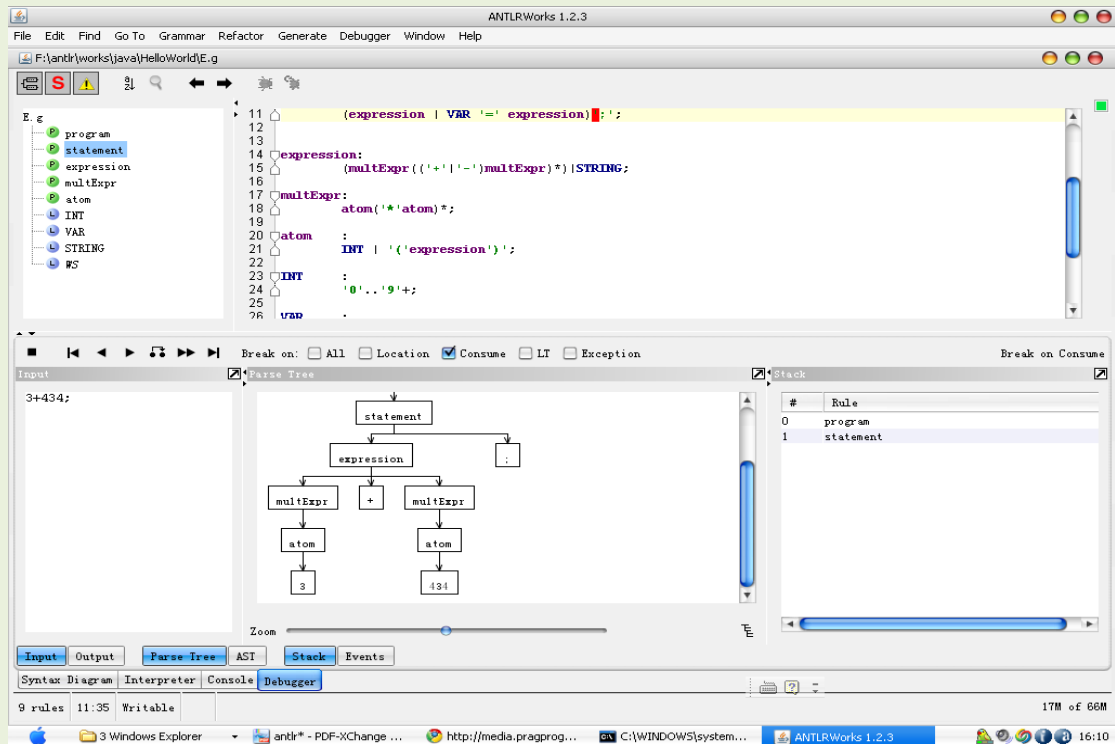 ANTLRWorks 1.2.3
File Edit Find Go To Grammar Refactor Generate Debugger Window Help
F:\antlr\works\java\HelloWorld\E.g
S
E.g
program
statement
expression
multExpr
atom
INT
VAR
STRING
WS
11 (expression | VAR '=' expression) ;';
12
13
14 expression:
15 (multExpr(('+'|'-')multExpr)*)|STRING;
16
17 multExpr:
18 atom('*'atom)*;
19
20 atom :
21 INT | '('expression')';
22
23 INT :
24 '0'..'9'+;
25
26 VAR :
Break on: All Location Consume LT Exception Break on Consume
Input
3+434;
Parse Tree
statement
expression ;
multExpr + multExpr
atom atom
3 434
Zoom
Stack
# Rule
0 program
1 statement
Input Output Parse Tree AST Stack Events
Syntax Diagram Interpreter Console Debugger
9 rules 11:35 Writable 17M of 66M
3 Windows Explorer antlr* - PDF-XChange ... http://media.pragprog... C:\WINDOWS\system... ANTLRWorks 1.2.3 16:10